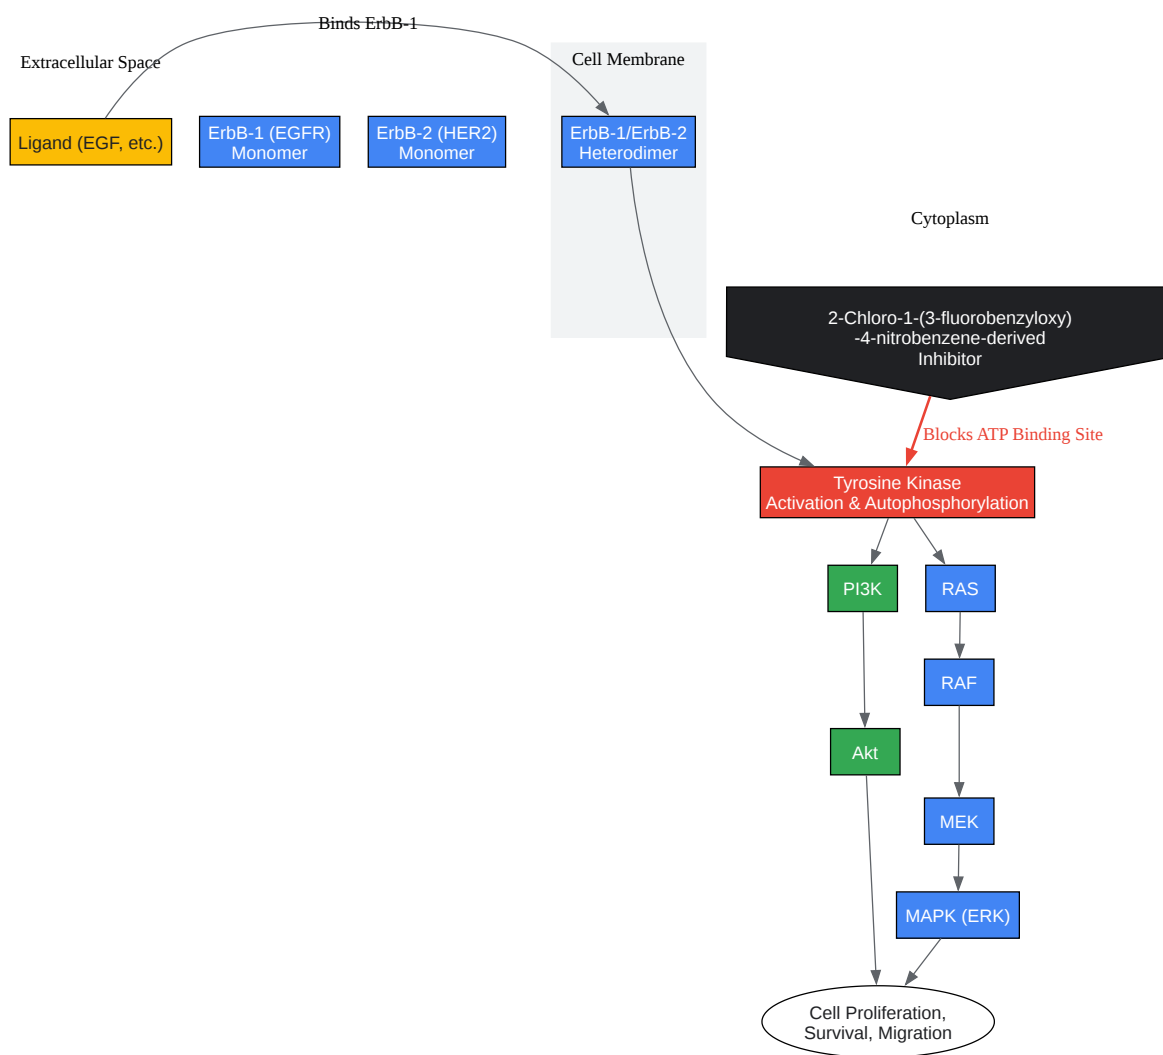 Binds ErbB-1
Extracellular Space
Cell Membrane
Ligand (EGF, etc.)
ErbB-1 (EGFR)
Monomer
ErbB-2 (HER2)
Monomer
ErbB-1/ErbB-2
Heterodimer
Cytoplasm
2-Chloro-1-(3-fluorobenzyloxy)
-4-nitrobenzene-derived
Inhibitor
Blocks ATP Binding Site
Tyrosine Kinase
Activation & Autophosphorylation
PI3K
RAS
RAF
Akt
MEK
MAPK (ERK)
Cell Proliferation,
Survival, Migration